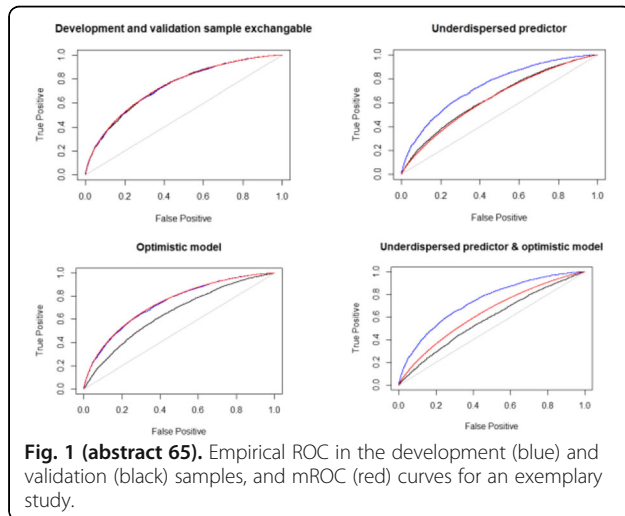 Development and validation sample exchangable
True Positive
1.0
0.8
0.6
0.4
0.2
0.0
0.0 0.2 0.4 0.6 0.8 1.0
False Positive
Underdispersed predictor
True Positive
1.0
0.8
0.6
0.4
0.2
0.0
0.0 0.2 0.4 0.6 0.8 1.0
False Positive
Optimistic model
True Positive
1.0
0.8
0.6
0.4
0.2
0.0
0.0 0.2 0.4 0.6 0.8 1.0
False Positive
Underdispersed predictor & optimistic model
True Positive
1.0
0.8
0.6
0.4
0.2
0.0
0.0 0.2 0.4 0.6 0.8 1.0
False Positive
Fig. 1 (abstract 65). Empirical ROC in the development (blue) and
validation (black) samples, and mROC (red) curves for an exemplary
study.